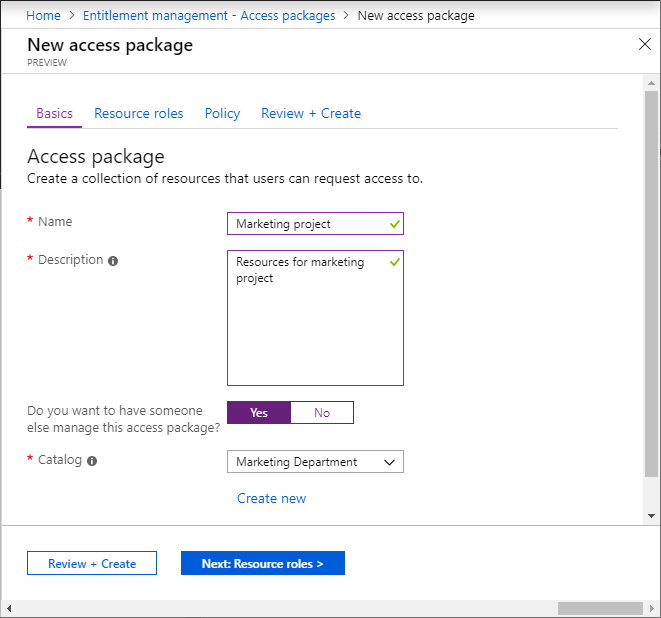 Home > Entitlement management - Access packages > New access package
New access package
PREVIEW
Basics Resource roles Policy Review + Create
Access package
Create a collection of resources that users can request access to.
* Name
Marketing project
* Description
Resources for marketing
project
Do you want to have someone
else manage this access package?
Yes No
* Catalog
Marketing Department
Create new
Review + Create
Next: Resource roles >